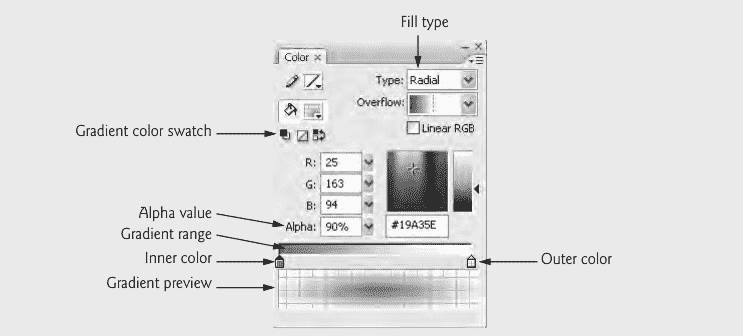 Fill type
Color ×
Type: Radial
Overflow:
Linear RGB
Gradient color swatch
R: 25
G: 163
B: 94
Alpha value
Alpha: 90% #19A35E
Gradient range
Inner color
Outer color
Gradient preview